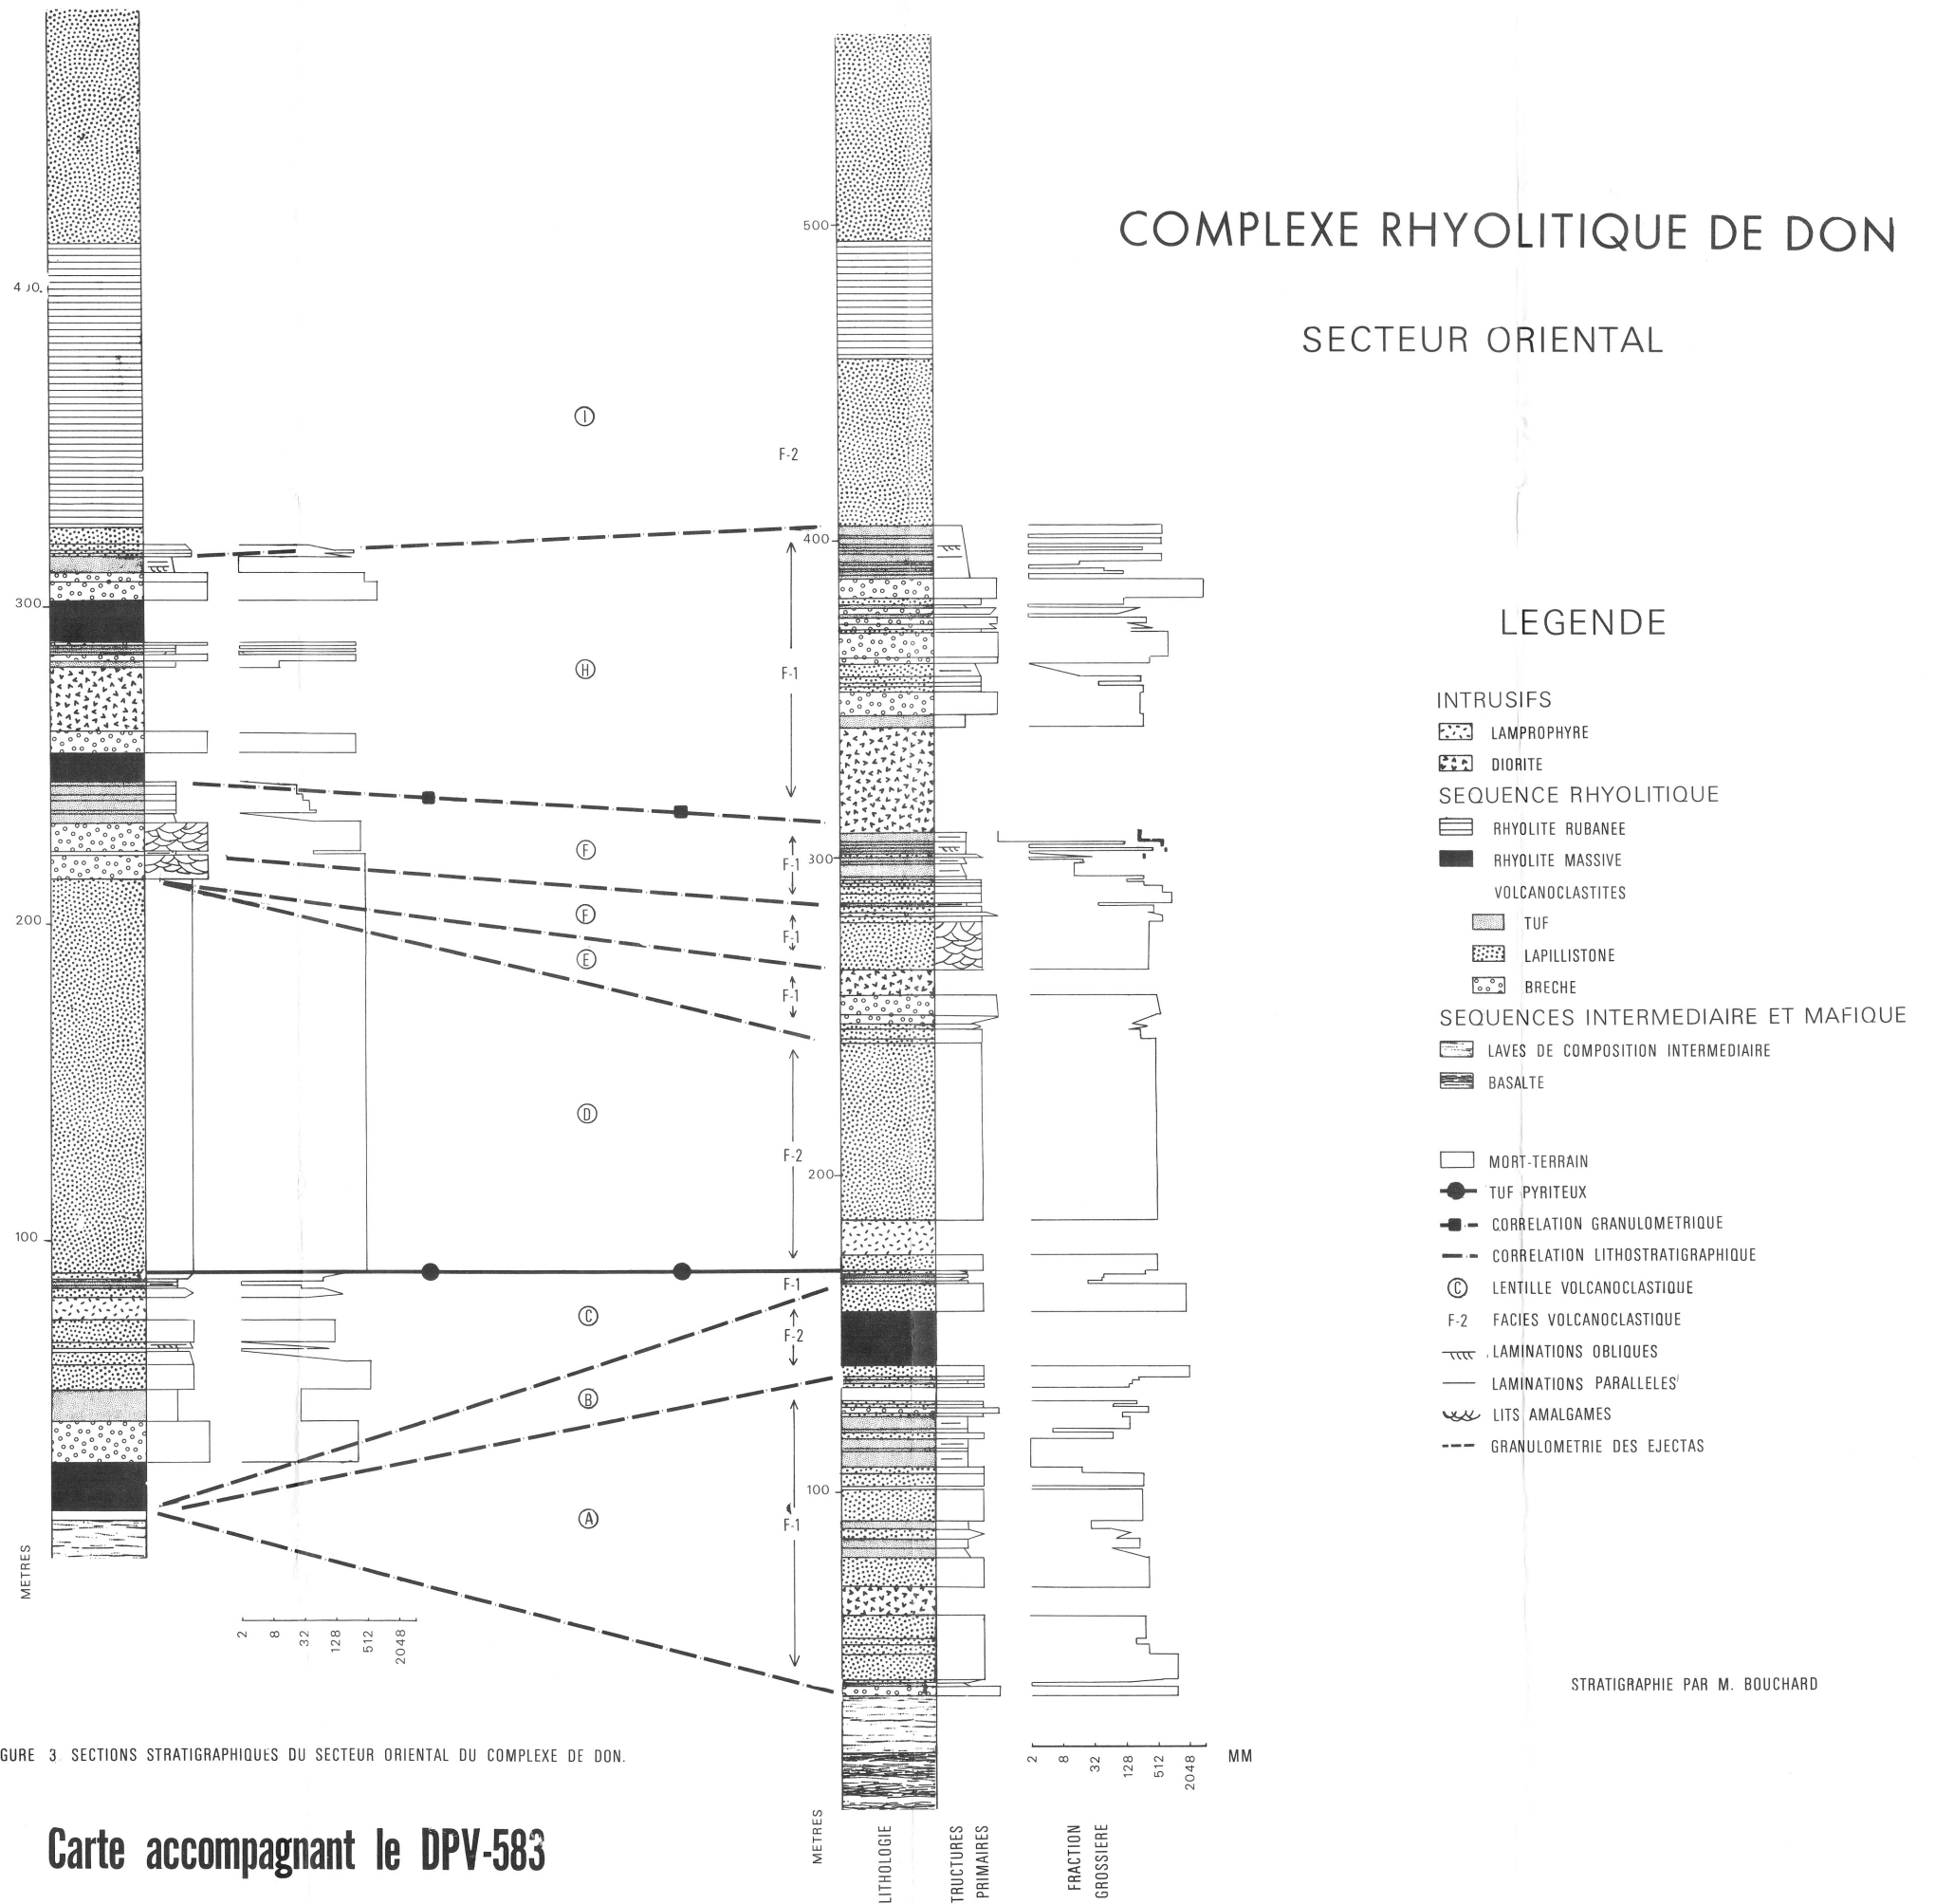 COMPLEXE RHYOLITIQUE DE DON
SECTEUR ORIENTAL
LEGENDE
INTRUSIFS
LAMPROPHYRE
DIORITE
SEQUENCE RHYOLITIQUE
RHYOLITE RUBANEE
RHYOLITE MASSIVE
VOLCANOCLASTITES
TUF
LAPILLISTONE
BRECHE
SEQUENCES INTERMEDIAIRE ET MAFIQUE
LAVES DE COMPOSITION INTERMEDIAIRE
BASALTE
MORT-TERRAIN
TUF PYRITEUX
CORRELATION GRANULOMETRIQUE
CORRELATION LITHOSTRATIGRAPHIQUE
C LENTILLE VOLCANOCLASTIQUE
F-2 FACIES VOLCANOCLASTIQUE
LAMINATIONS OBLIQUES
LAMINATIONS PARALLELES
LITS AMALGAMES
GRANULOMETRIE DES EJECTAS
STRATIGRAPHIE PAR M. BOUCHARD
300
200
100
METRES
2 8 32 128 512 2048
I
H
F
F
E
D
C
B
A
F-2
F-1
F-1
F-1
F-1
F-2
F-1
F-2
F-1
500
400
300
200
100
METRES
LITHOLOGIE
TRUCTURES
PRIMAIRES
FRACTION
GROSSIERE
2 8 32 128 512 2048 MM
GURE 3. SECTIONS STRATIGRAPHIQUES DU SECTEUR ORIENTAL DU COMPLEXE DE DON.
Carte accompagnant le DPV-583